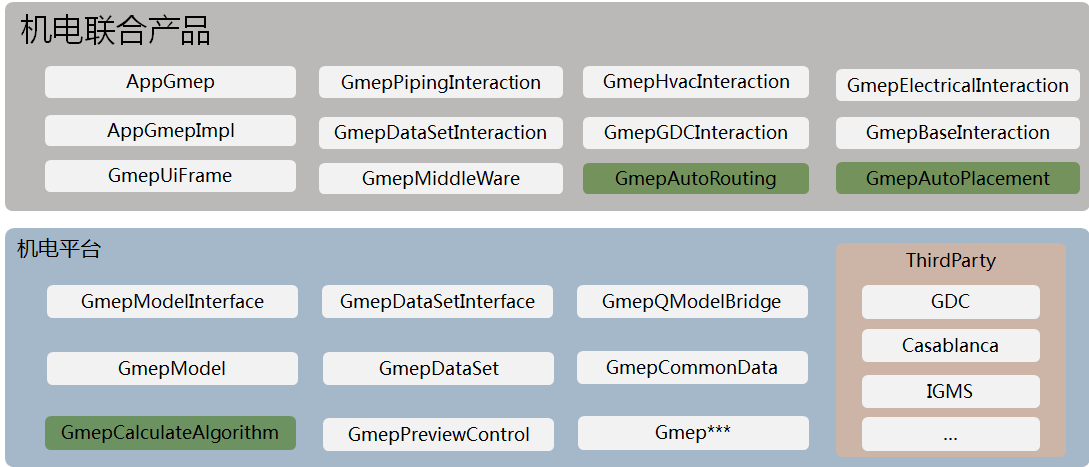 机电联合产品
AppGmep
GmepPipingInteraction
GmepHvacInteraction
GmepElectricalInteraction
AppGmepImpl
GmepDataSetInteraction
GmepGDCInteraction
GmepBaseInteraction
GmepUiFrame
GmepMiddleWare
GmepAutoRouting
GmepAutoPlacement
机电平台
GmepModelInterface
GmepDataSetInterface
GmepQModelBridge
GmepModel
GmepDataSet
GmepCommonData
GmepCalculateAlgorithm
GmepPreviewControl
Gmep***
ThirdParty
GDC
Casablanca
IGMS
...